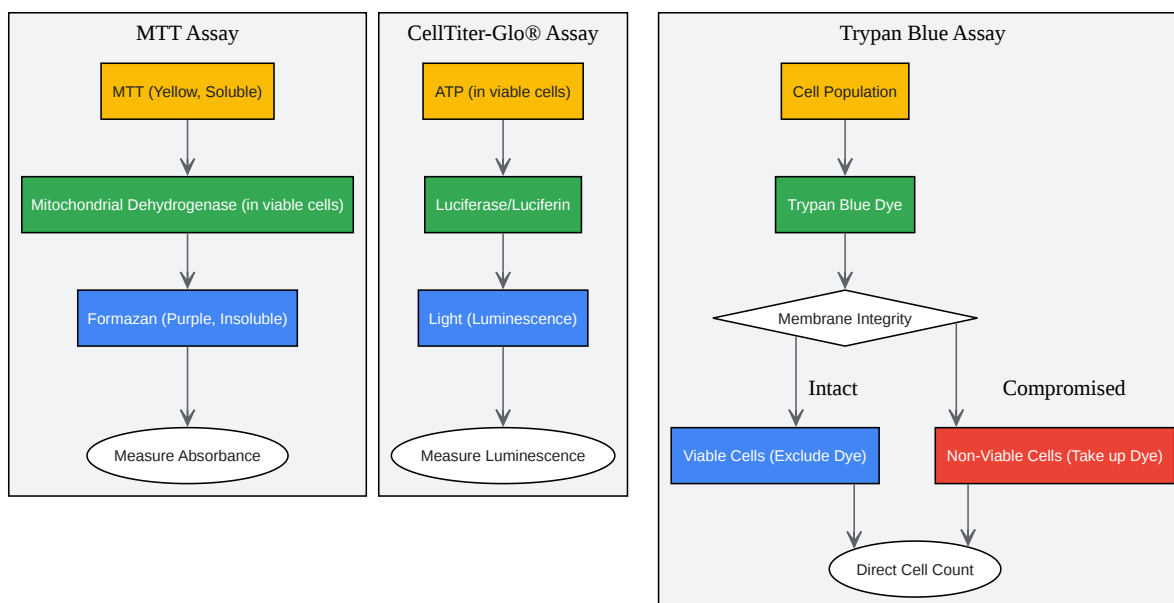 MTT Assay
MTT (Yellow, Soluble)
Mitochondrial Dehydrogenase (in viable cells)
Formazan (Purple, Insoluble)
Measure Absorbance
CellTiter-Glo® Assay
ATP (in viable cells)
Luciferase/Luciferin
Light (Luminescence)
Measure Luminescence
Trypan Blue Assay
Cell Population
Trypan Blue Dye
Membrane Integrity
Intact
Compromised
Viable Cells (Exclude Dye)
Non-Viable Cells (Take up Dye)
Direct Cell Count